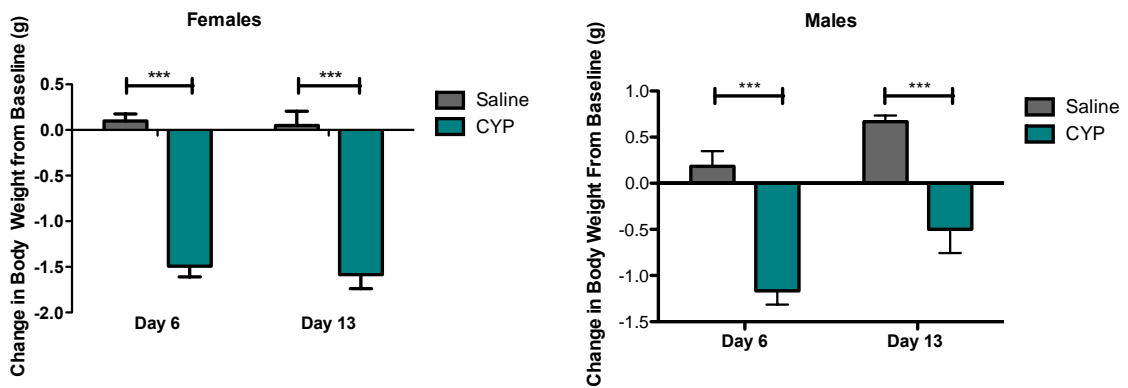 Females
Change in Body Weight from Baseline (g)
0.5
0.0
-0.5
-1.0
-1.5
-2.0
***
***
Day 6
Day 13
Saline
CYP
Males
Change in Body Weight From Baseline (g)
1.0
0.5
0.0
-0.5
-1.0
-1.5
***
***
Day 6
Day 13
Saline
CYP